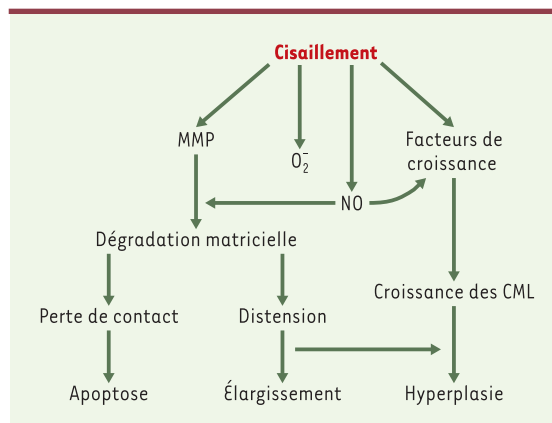 Cisaillement
MMP
O₂⁻
Facteurs de
croissance
NO
Dégradation matricielle
Croissance des CML
Perte de contact
Distension
Apoptose
Élargissement
Hyperplasie